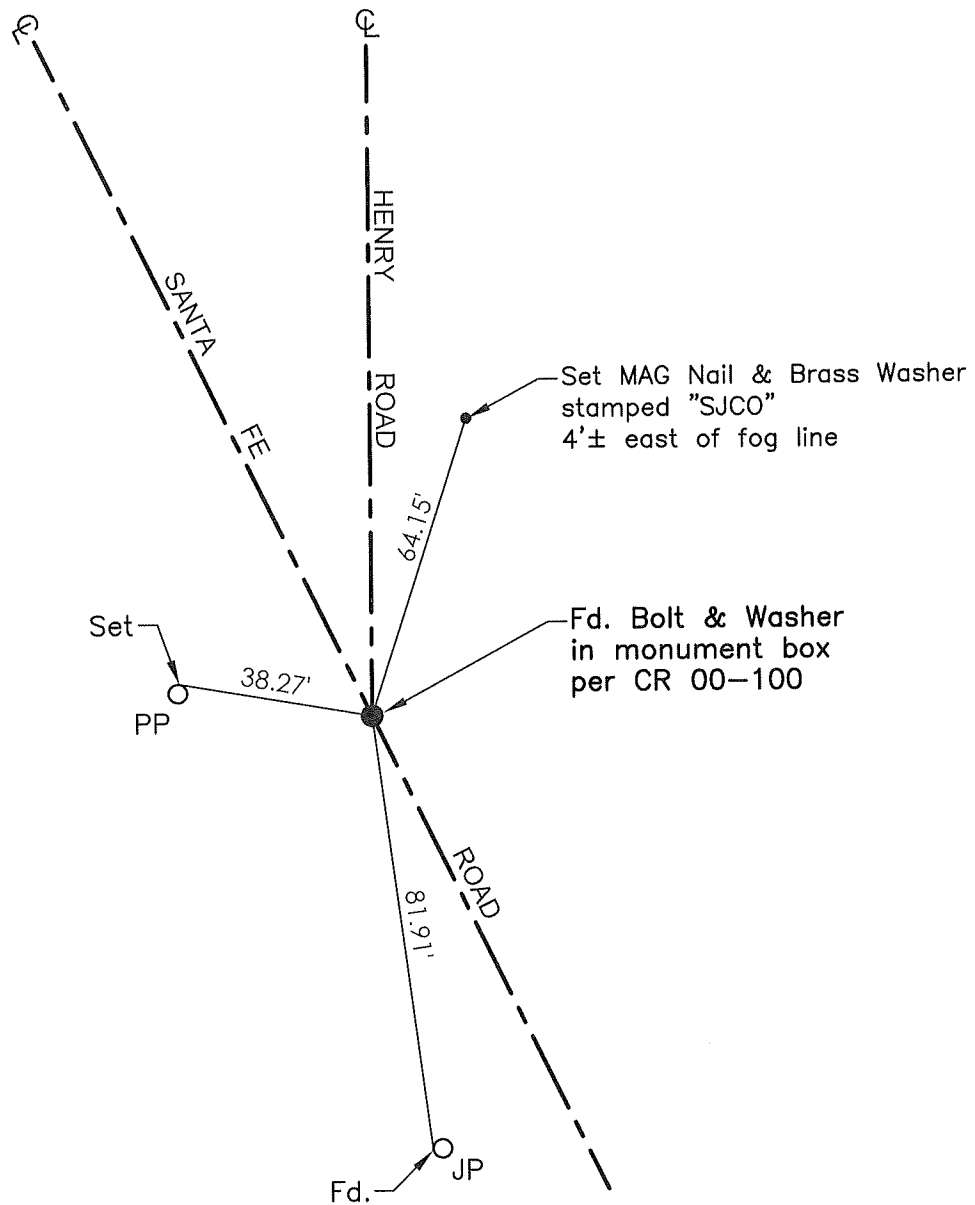 ℄
℄
HENRY ROAD
SANTA FE ROAD
Set MAG Nail & Brass Washer
stamped "SJCO"
4'± east of fog line
64.15'
Fd. Bolt & Washer
in monument box
per CR 00-100
Set
38.27'
PP
81.91'
JP
Fd.